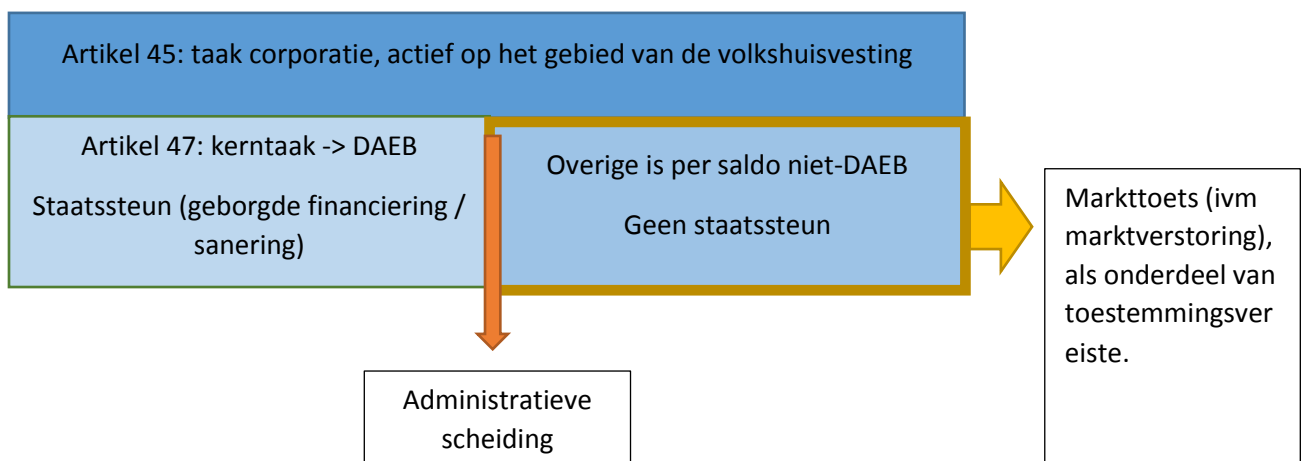 Artikel 45: taak corporatie, actief op het gebied van de volkshuisvesting
Artikel 47: kerntaak -> DAEB
Staatssteun (geborgde financiering /
sanering)
Overige is per saldo niet-DAEB
Geen staatssteun
Markttoets (ivm
marktverstoring),
als onderdeel van
toestemmingsver
eiste.
Administratieve
scheiding